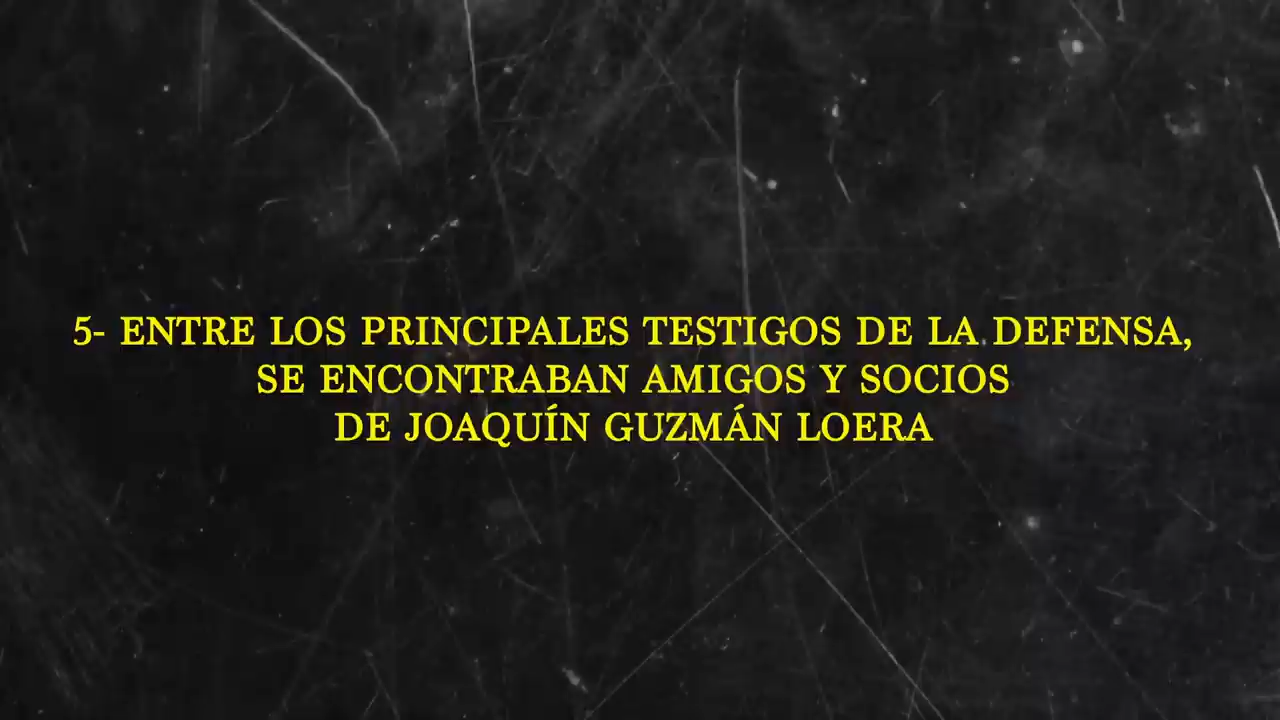 5- ENTRE LOS PRINCIPALES TESTIGOS DE LA DEFENSA,
SE ENCONTRABAN AMIGOS Y SOCIOS
DE JOAQUÍN GUZMÁN LOERA